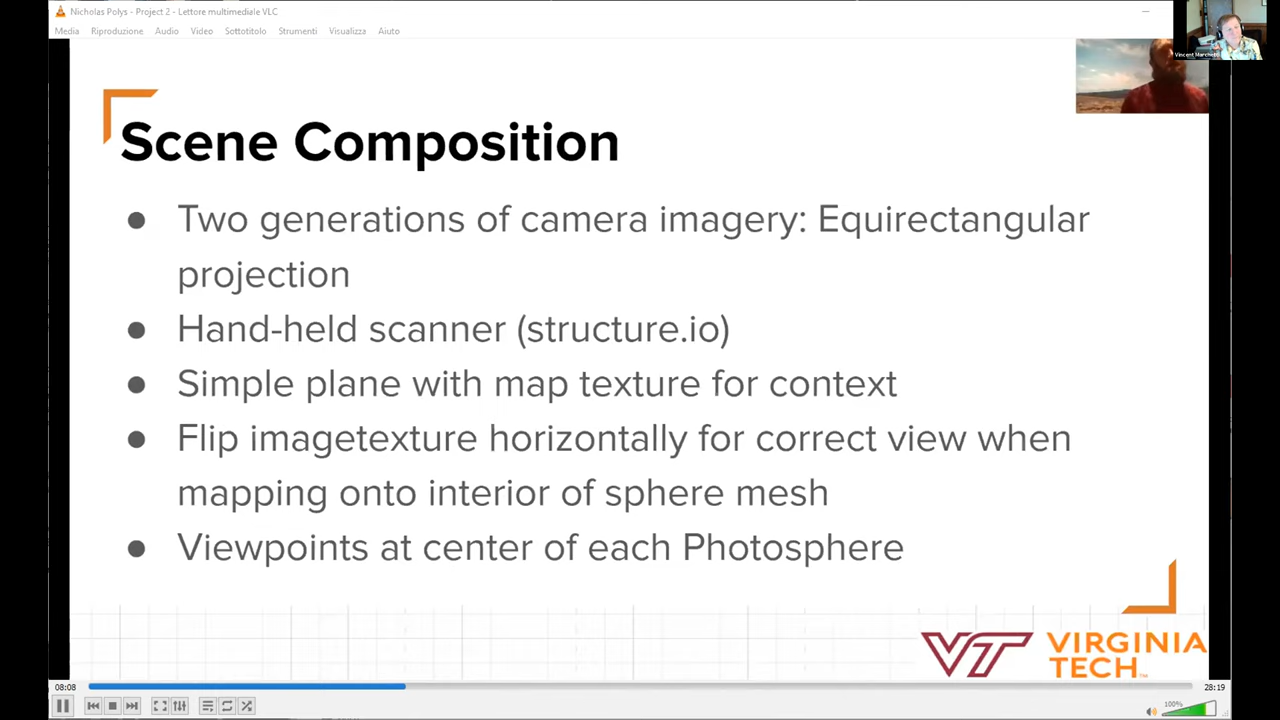 Nicholas Polys - Project 2 - Lettore multimediale VLC
Media Riproduzione Audio Video Sottotitolo Strumenti Visualizza Aiuto
Vincent Marchetti
Scene Composition
● Two generations of camera imagery: Equirectangular
projection
● Hand-held scanner (structure.io)
● Simple plane with map texture for context
● Flip imagetexture horizontally for correct view when
mapping onto interior of sphere mesh
● Viewpoints at center of each Photosphere
VT VIRGINIA
TECH™
08:08 28:19
100%